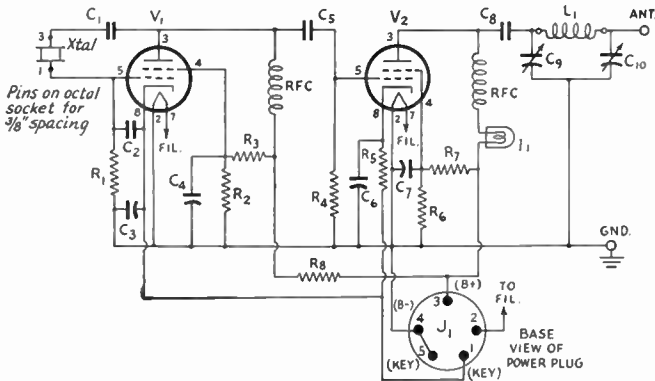 C1
V1
C5
V2
C8
L1
ANT.
3
Xtal
1
3
5
4
8
2
7
FIL.
Pins on octal
socket for
3/8" spacing
RFC
3
5
4
8
2
7
FIL.
RFC
C9
C10
C2
R1
C3
C4
R3
R2
R4
C6
R5
C7
R7
R6
I1
GND.
R8
(B+)
(B-)
3
4
2
5
1
J1
TO
FIL.
BASE
VIEW OF
POWER PLUG
(KEY)
(KEY)